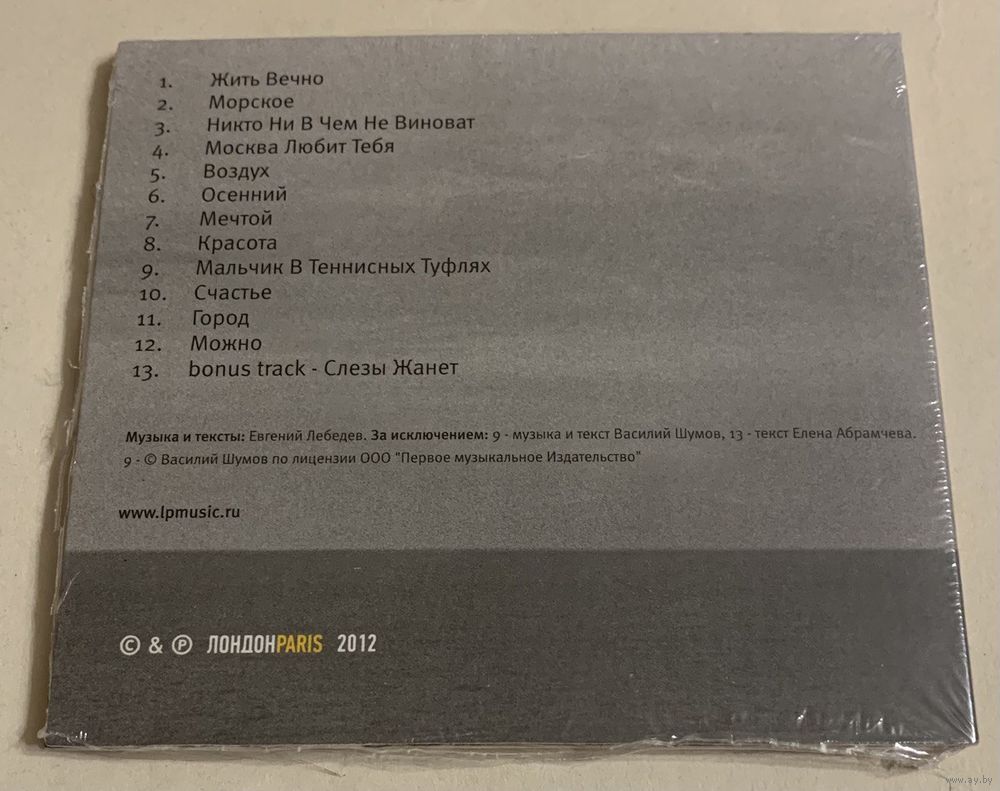 1. Жить Вечно
2. Морское
3. Никто Ни В Чем Не Виноват
4. Москва Любит Тебя
5. Воздух
6. Осенний
7. Мечтой
8. Красота
9. Мальчик В Теннисных Туфлях
10. Счастье
11. Город
12. Можно
13. bonus track - Слезы Жанет
Музыка и тексты: Евгений Лебедев. За исключением: 9 - музыка и текст Василий Шумов, 13 - текст Елена Абрамчева.
9 - © Василий Шумов по лицензии ООО "Первое музыкальное Издательство"
www.lpmusic.ru
© & ℗ ЛОНДОНPARIS 2012
www.ay.by